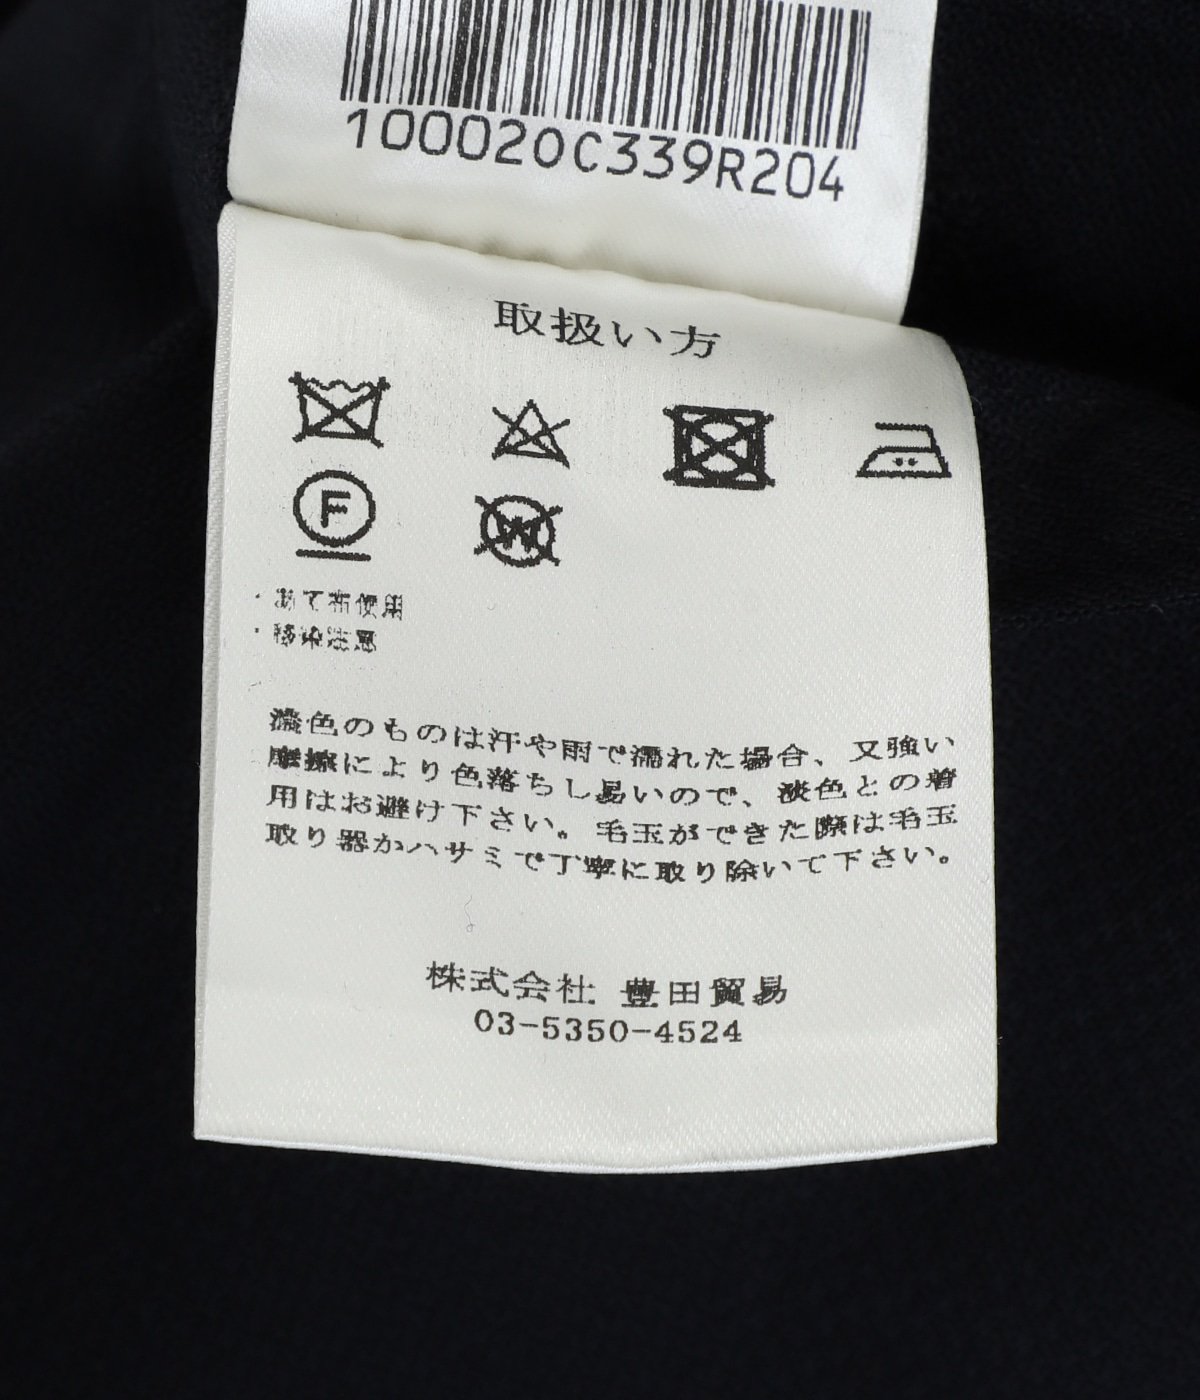 100020C339R204
取扱い方
F
W
・あて布使用
・移染注意
濃色のものは汗や雨で濡れた場合、又強い
摩擦により色落ちし易いので、淡色との着
用はお避け下さい。毛玉ができた際は毛玉
取り器かハサミで丁寧に取り除いて下さい。
株式会社 豊田貿易
03-5350-4524